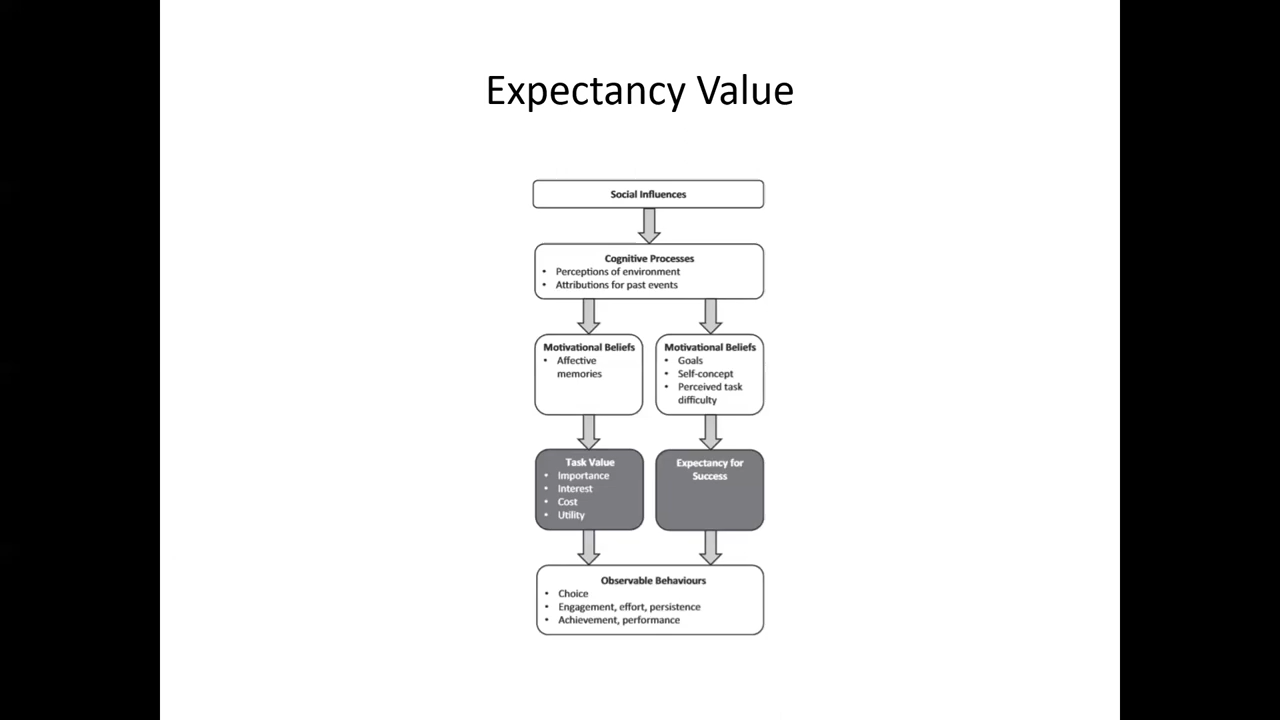 Expectancy Value
Social Influences
Cognitive Processes
• Perceptions of environment
• Attributions for past events
Motivational Beliefs
• Affective
memories
Motivational Beliefs
• Goals
• Self-concept
• Perceived task
difficulty
Task Value
• Importance
• Interest
• Cost
• Utility
Expectancy for
Success
Observable Behaviours
• Choice
• Engagement, effort, persistence
• Achievement, performance